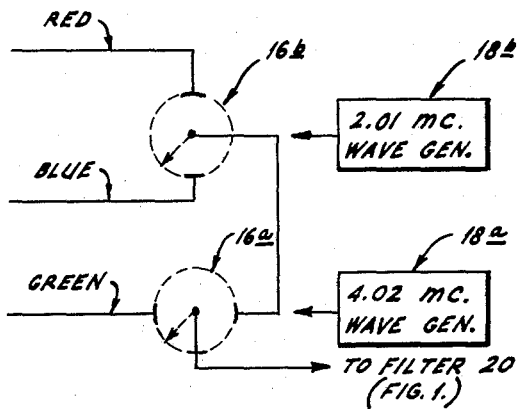 RED
16b
18b
2.01 MC.
WAVE GEN.
BLUE
16a
18a
GREEN
4.02 MC.
WAVE GEN.
TO FILTER 20
(FIG. 1.)